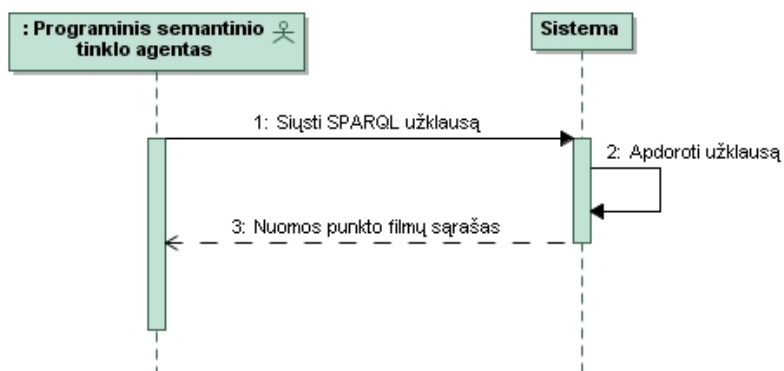 : Programinis semantinio
tinklo agentas
Sistema
1: Siųsti SPARQL užklausą
2: Apdoroti užklausą
3: Nuomos punkto filmų sąrašas